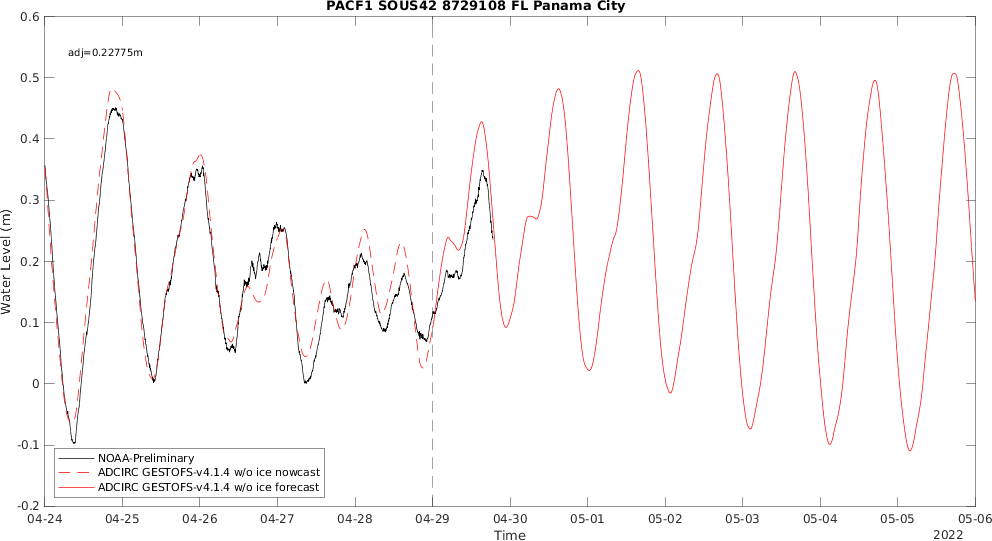 PACF1 SOUS42 8729108 FL Panama City
adj=0.22775m
0.6
0.5
0.4
0.3
0.2
0.1
0
-0.1
-0.2
Water Level (m)
NOAA-Preliminary
ADCIRC GESTOFS-v4.1.4 w/o ice nowcast
ADCIRC GESTOFS-v4.1.4 w/o ice forecast
04-24 04-25 04-26 04-27 04-28 04-29 04-30 05-01 05-02 05-03 05-04 05-05 05-06
Time
2022